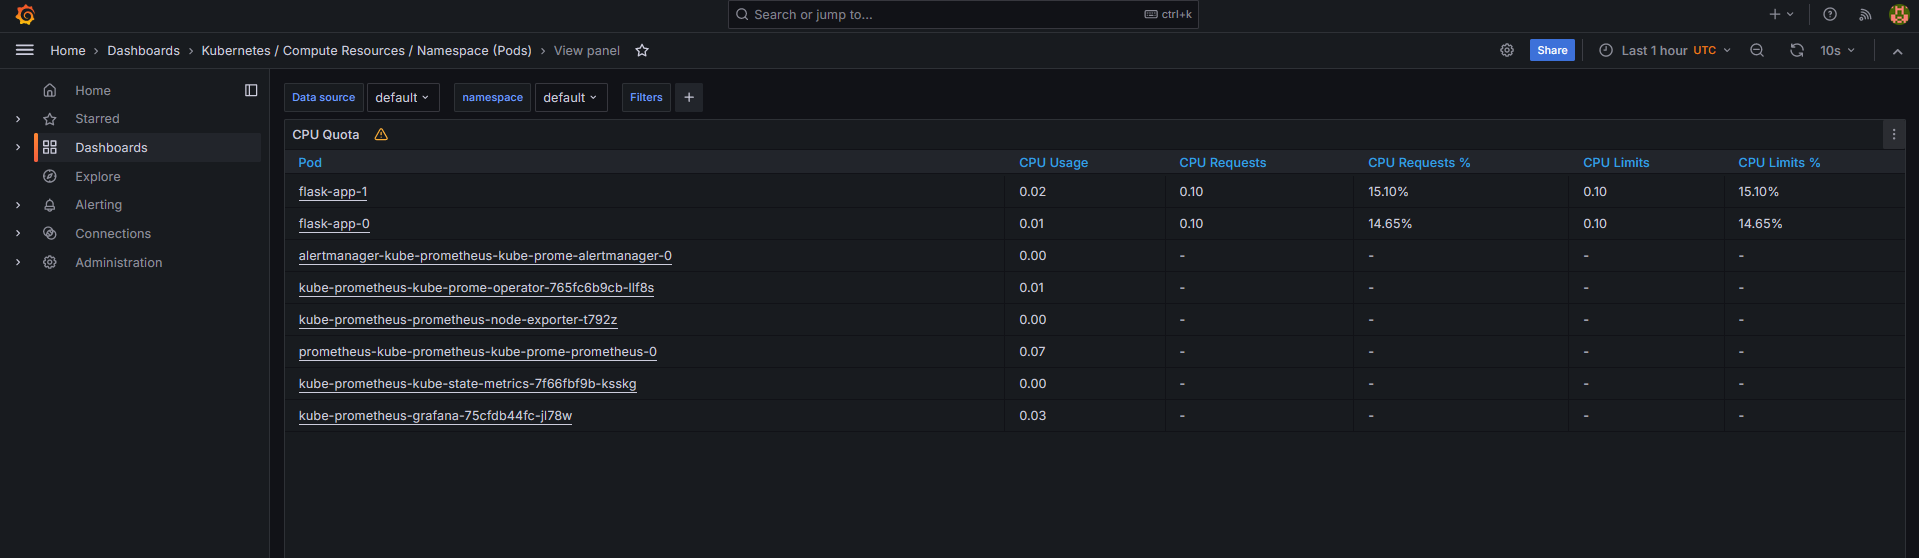 Search or jump to... ctrl+k
Home > Dashboards > Kubernetes / Compute Resources / Namespace (Pods) > View panel
Share Last 1 hour UTC 10s
Home
Starred
Dashboards
Explore
Alerting
Connections
Administration
Data source default namespace default Filters +
CPU Quota
Pod CPU Usage CPU Requests CPU Requests % CPU Limits CPU Limits %
flask-app-1 0.02 0.10 15.10% 0.10 15.10%
flask-app-0 0.01 0.10 14.65% 0.10 14.65%
alertmanager-kube-prometheus-kube-prome-alertmanager-0 0.00 - - - -
kube-prometheus-kube-prome-operator-765fc6b9cb-llf8s 0.01 - - - -
kube-prometheus-prometheus-node-exporter-t792z 0.00 - - - -
prometheus-kube-prometheus-kube-prome-prometheus-0 0.07 - - - -
kube-prometheus-kube-state-metrics-7f66fbf9b-ksskg 0.00 - - - -
kube-prometheus-grafana-75cfdb44fc-jl78w 0.03 - - - -